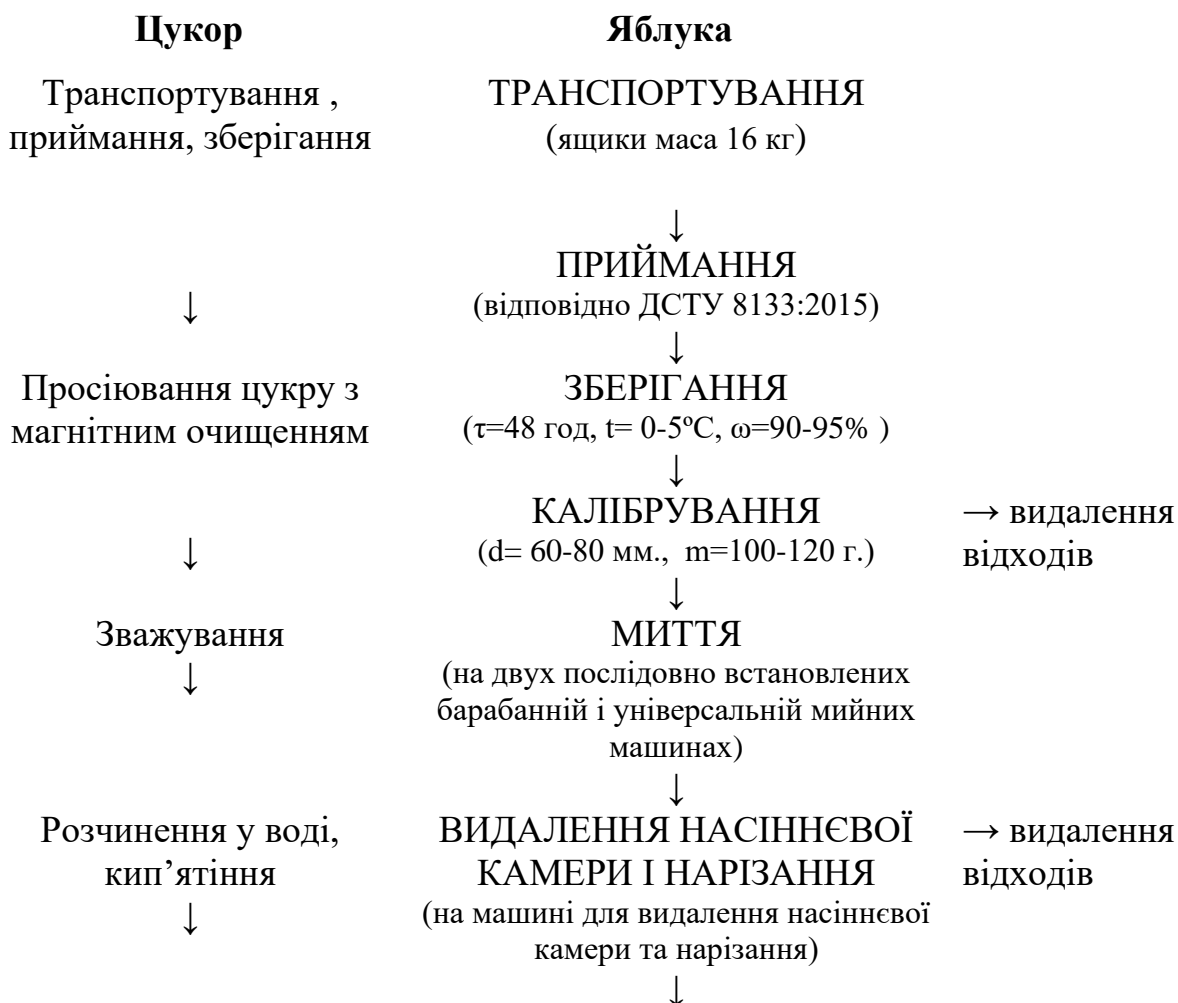 Цукор
Яблука
Транспортування ,
приймання, зберігання
ТРАНСПОРТУВАННЯ
(ящики маса 16 кг)
↓
ПРИЙМАННЯ
(відповідно ДСТУ 8133:2015)
↓
↓
Просіювання цукру з
магнітним очищенням
ЗБЕРІГАННЯ
(τ=48 год, t= 0-5ºС, ω=90-95% )
↓
КАЛІБРУВАННЯ
(d= 60-80 мм., m=100-120 г.)
→ видалення
відходів
↓
↓
Зважування
↓
МИТТЯ
(на двух послідовно встановлених
барабанній і універсальній мийних
машинах)
↓
Розчинення у воді,
кип’ятіння
↓
ВИДАЛЕННЯ НАСІННЄВОЇ
КАМЕРИ І НАРІЗАННЯ
(на машині для видалення насіннєвої
камери та нарізання)
→ видалення
відходів
↓